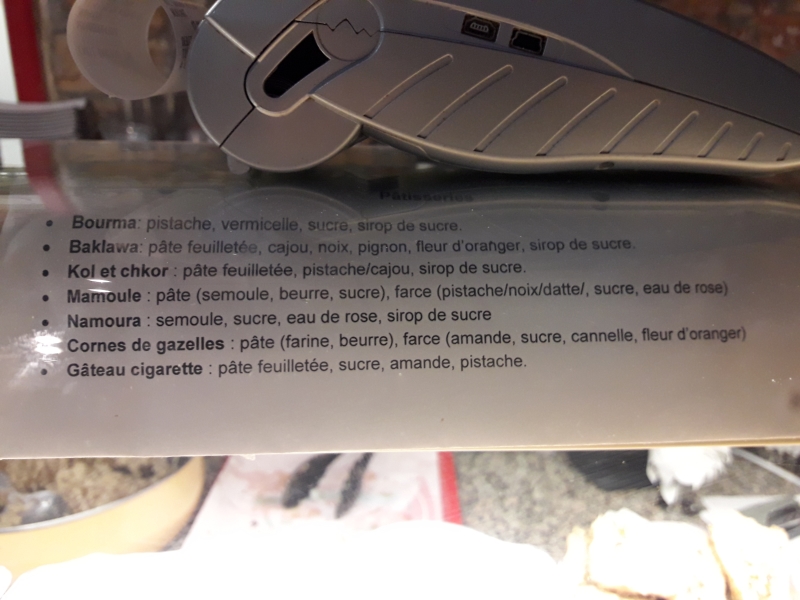 Pâtisseries
• Bourma: pistache, vermicelle, sucre, sirop de sucre.
• Baklawa: pâte feuilletée, cajou, noix, pignon, fleur d'oranger, sirop de sucre.
• Kol et chkor : pâte feuilletée, pistache/cajou, sirop de sucre.
• Mamoule : pâte (semoule, beurre, sucre), farce (pistache/noix/datte/, sucre, eau de rose)
• Namoura : semoule, sucre, eau de rose, sirop de sucre
• Cornes de gazelles : pâte (farine, beurre), farce (amande, sucre, cannelle, fleur d'oranger)
• Gâteau cigarette : pâte feuilletée, sucre, amande, pistache.